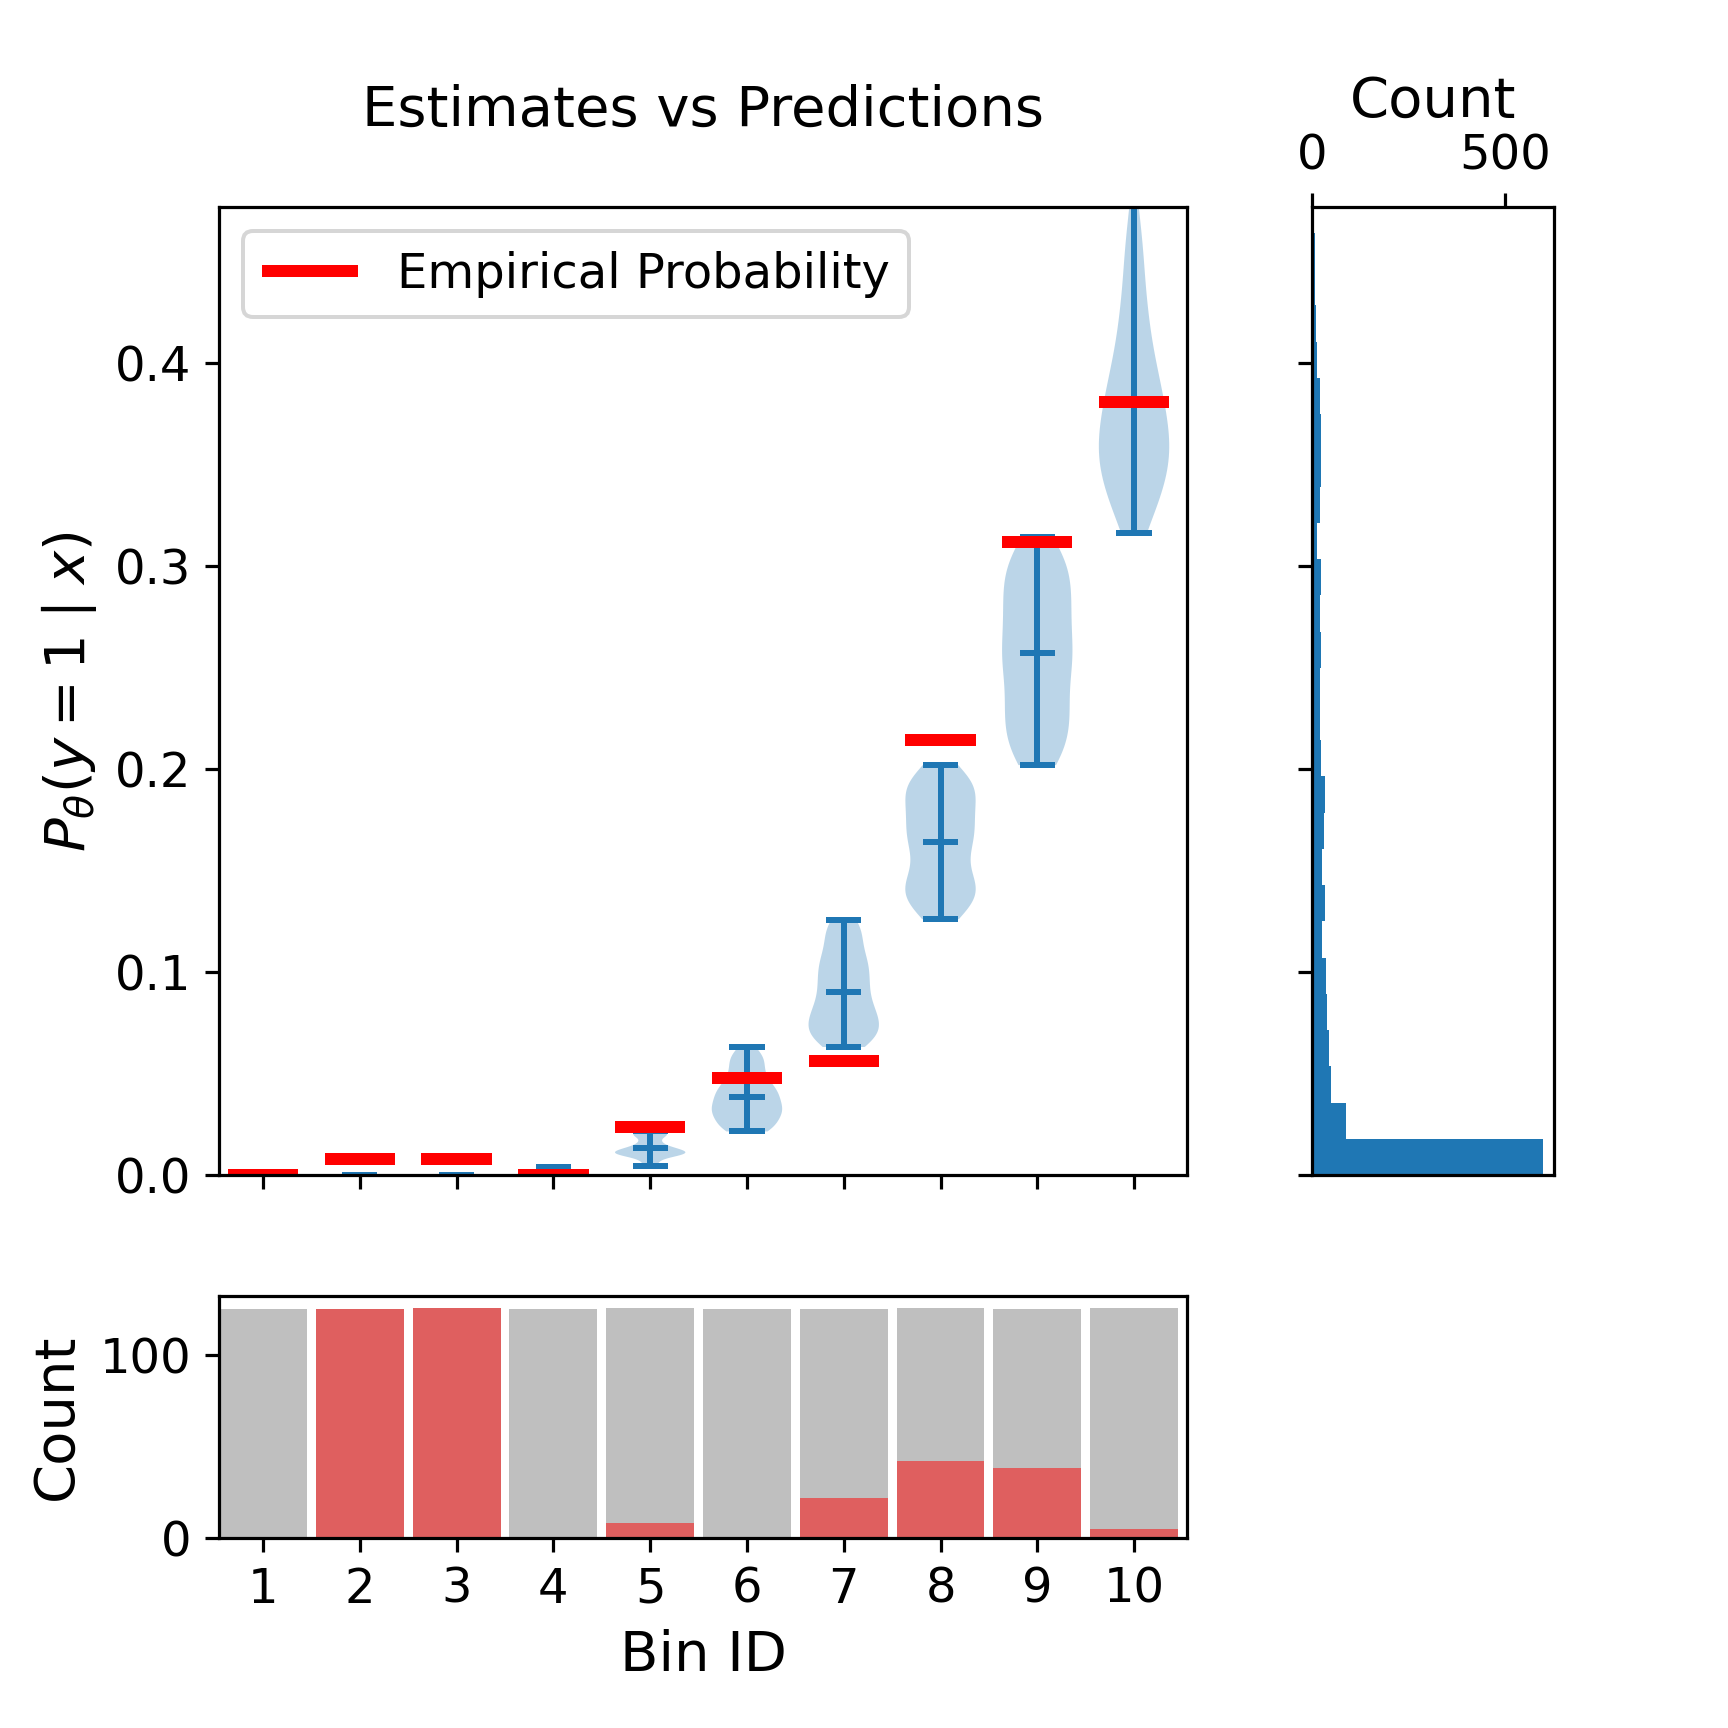 Estimates vs Predictions
Count
0 500
Empirical Probability
0.4
0.3
0.2
0.1
0.0
P_θ(y = 1 | x)
100
0
Count
1 2 3 4 5 6 7 8 9 10
Bin ID